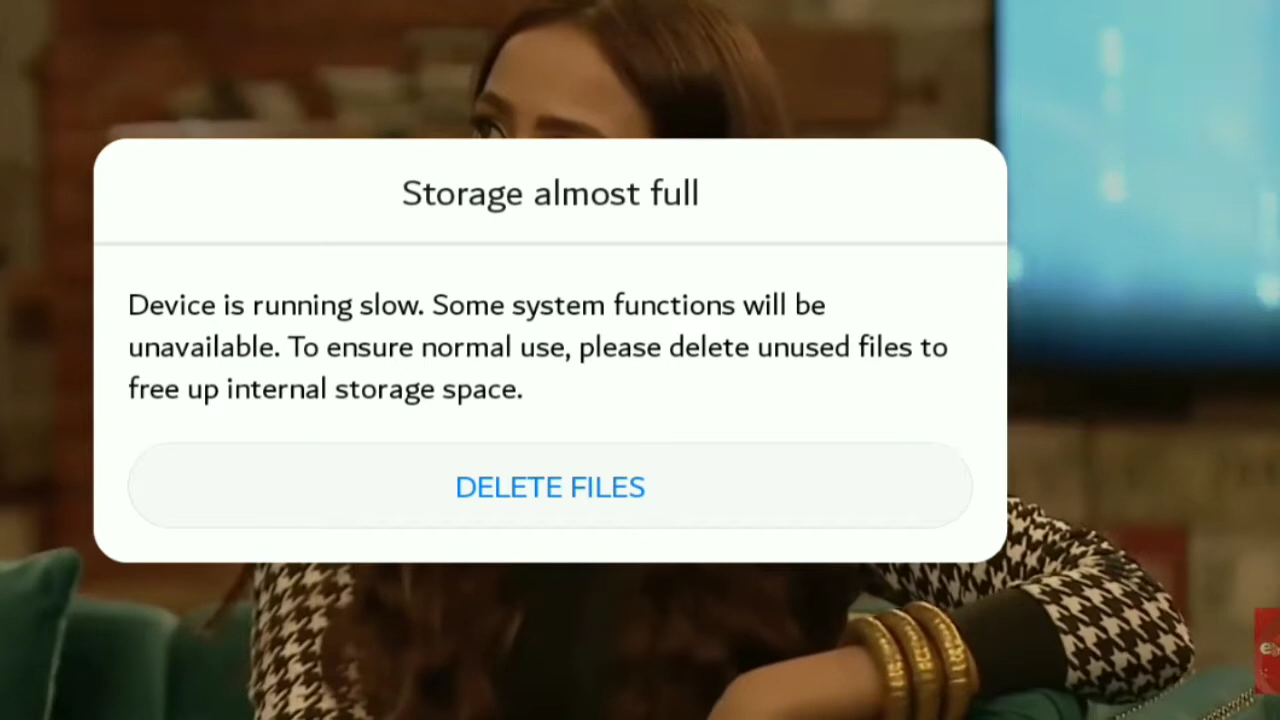 Storage almost full
Device is running slow. Some system functions will be
unavailable. To ensure normal use, please delete unused files to
free up internal storage space.
DELETE FILES